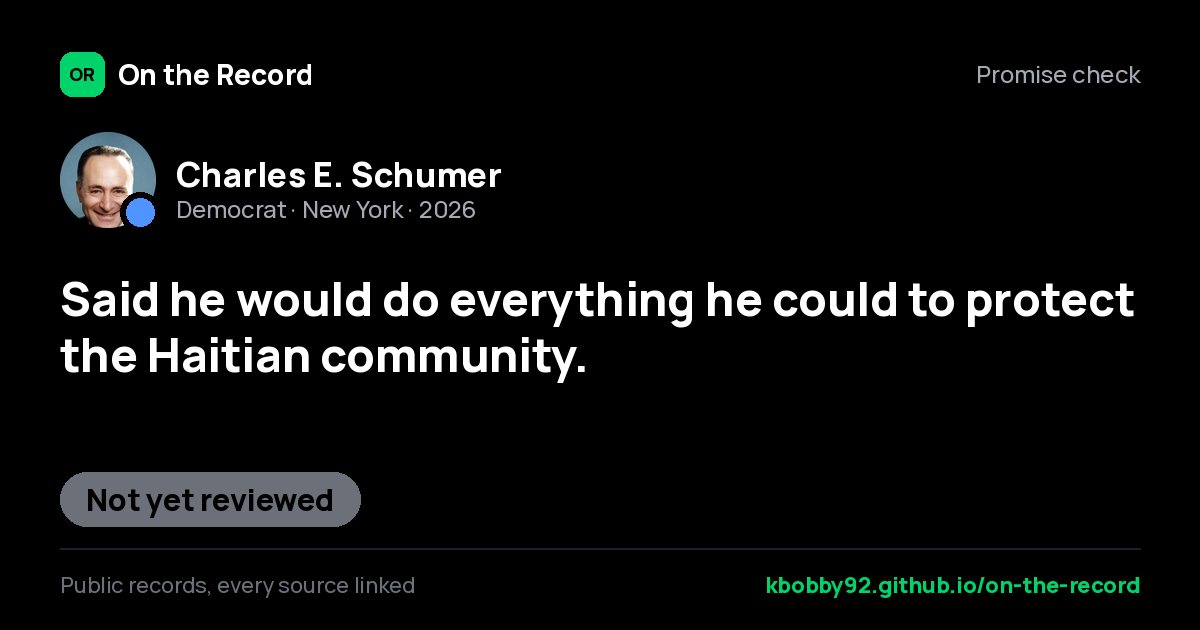 OR On the Record
Promise check
Charles E. Schumer
Democrat · New York · 2026
Said he would do everything he could to protect
the Haitian community.
Not yet reviewed
Public records, every source linked
kbobby92.github.io/on-the-record